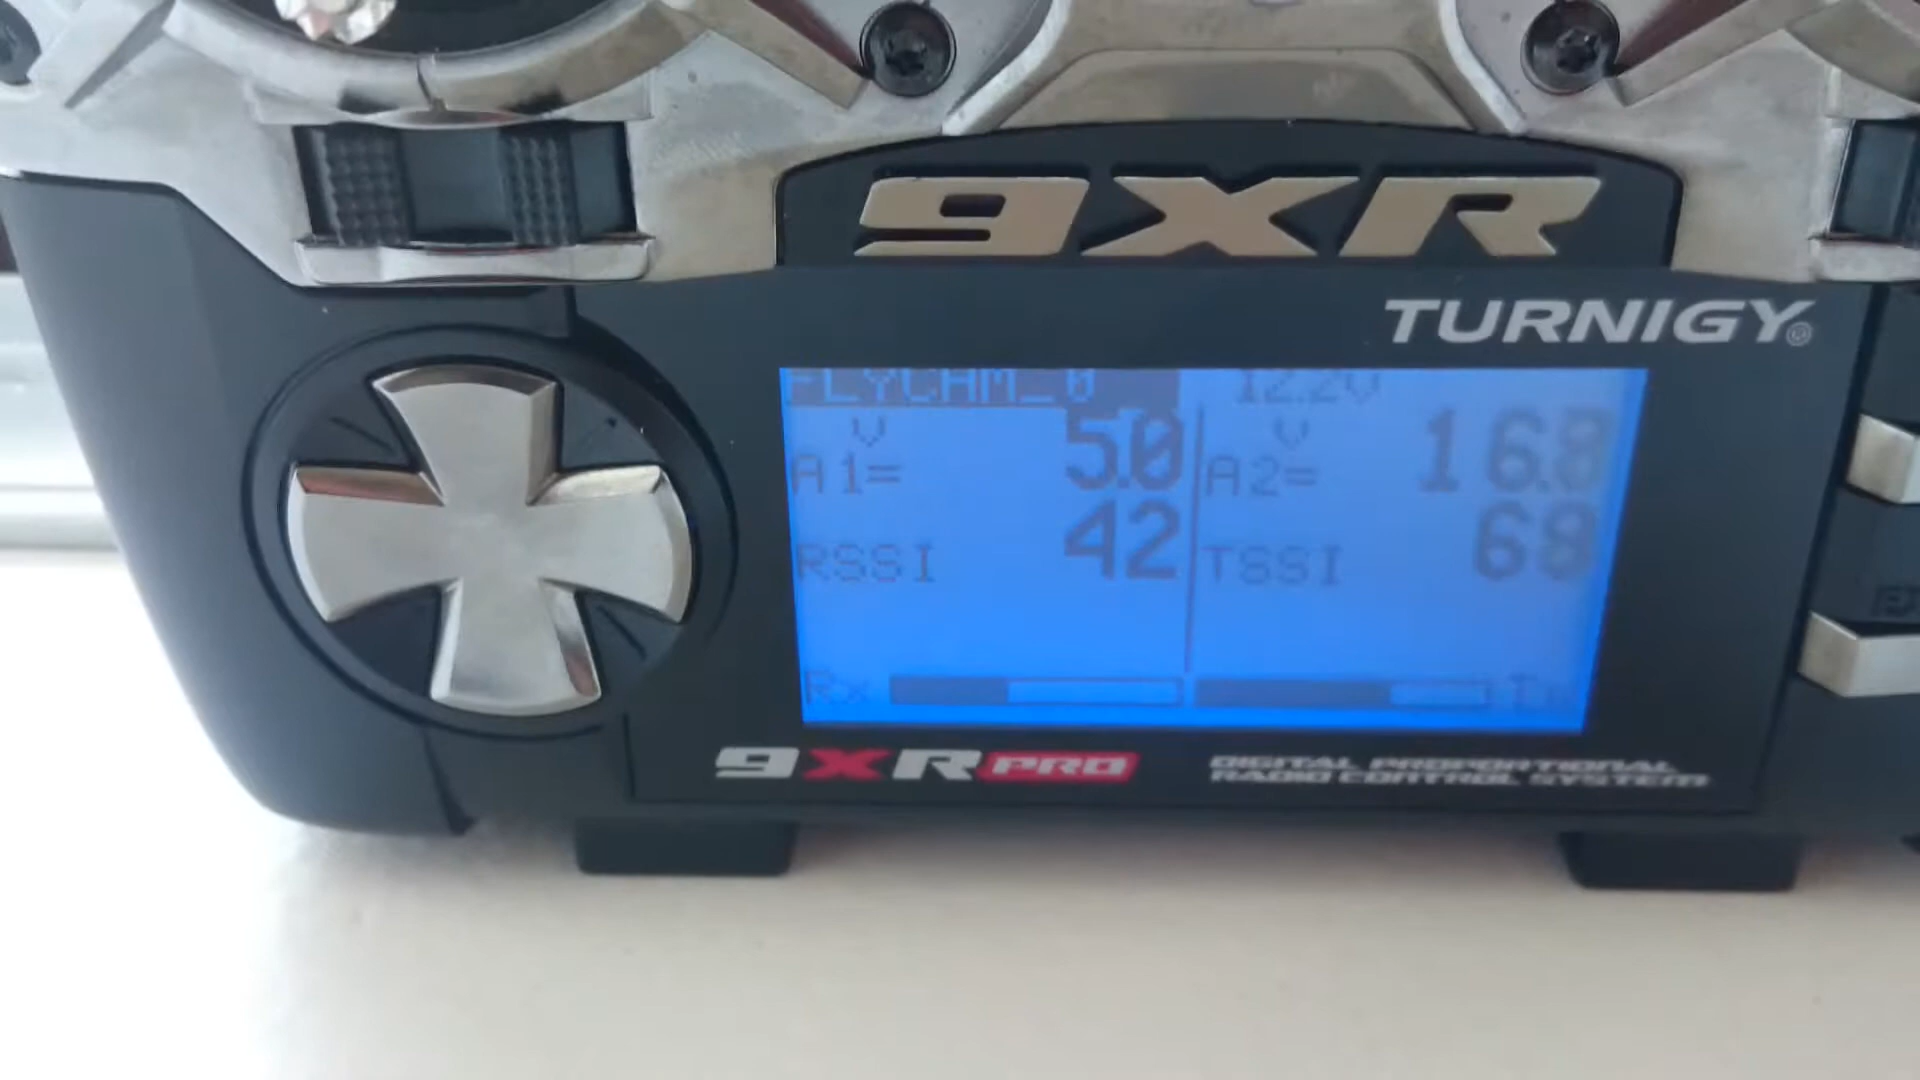 9XR
TURNIGY®
FLYCAM_0 12.2V
V V
A1= 5.0 A2= 16.8
RSSI 42 TSSI 68
Rx Tx
9XR PRO
DIGITAL PROPORTIONAL
RADIO CONTROL SYSTEM